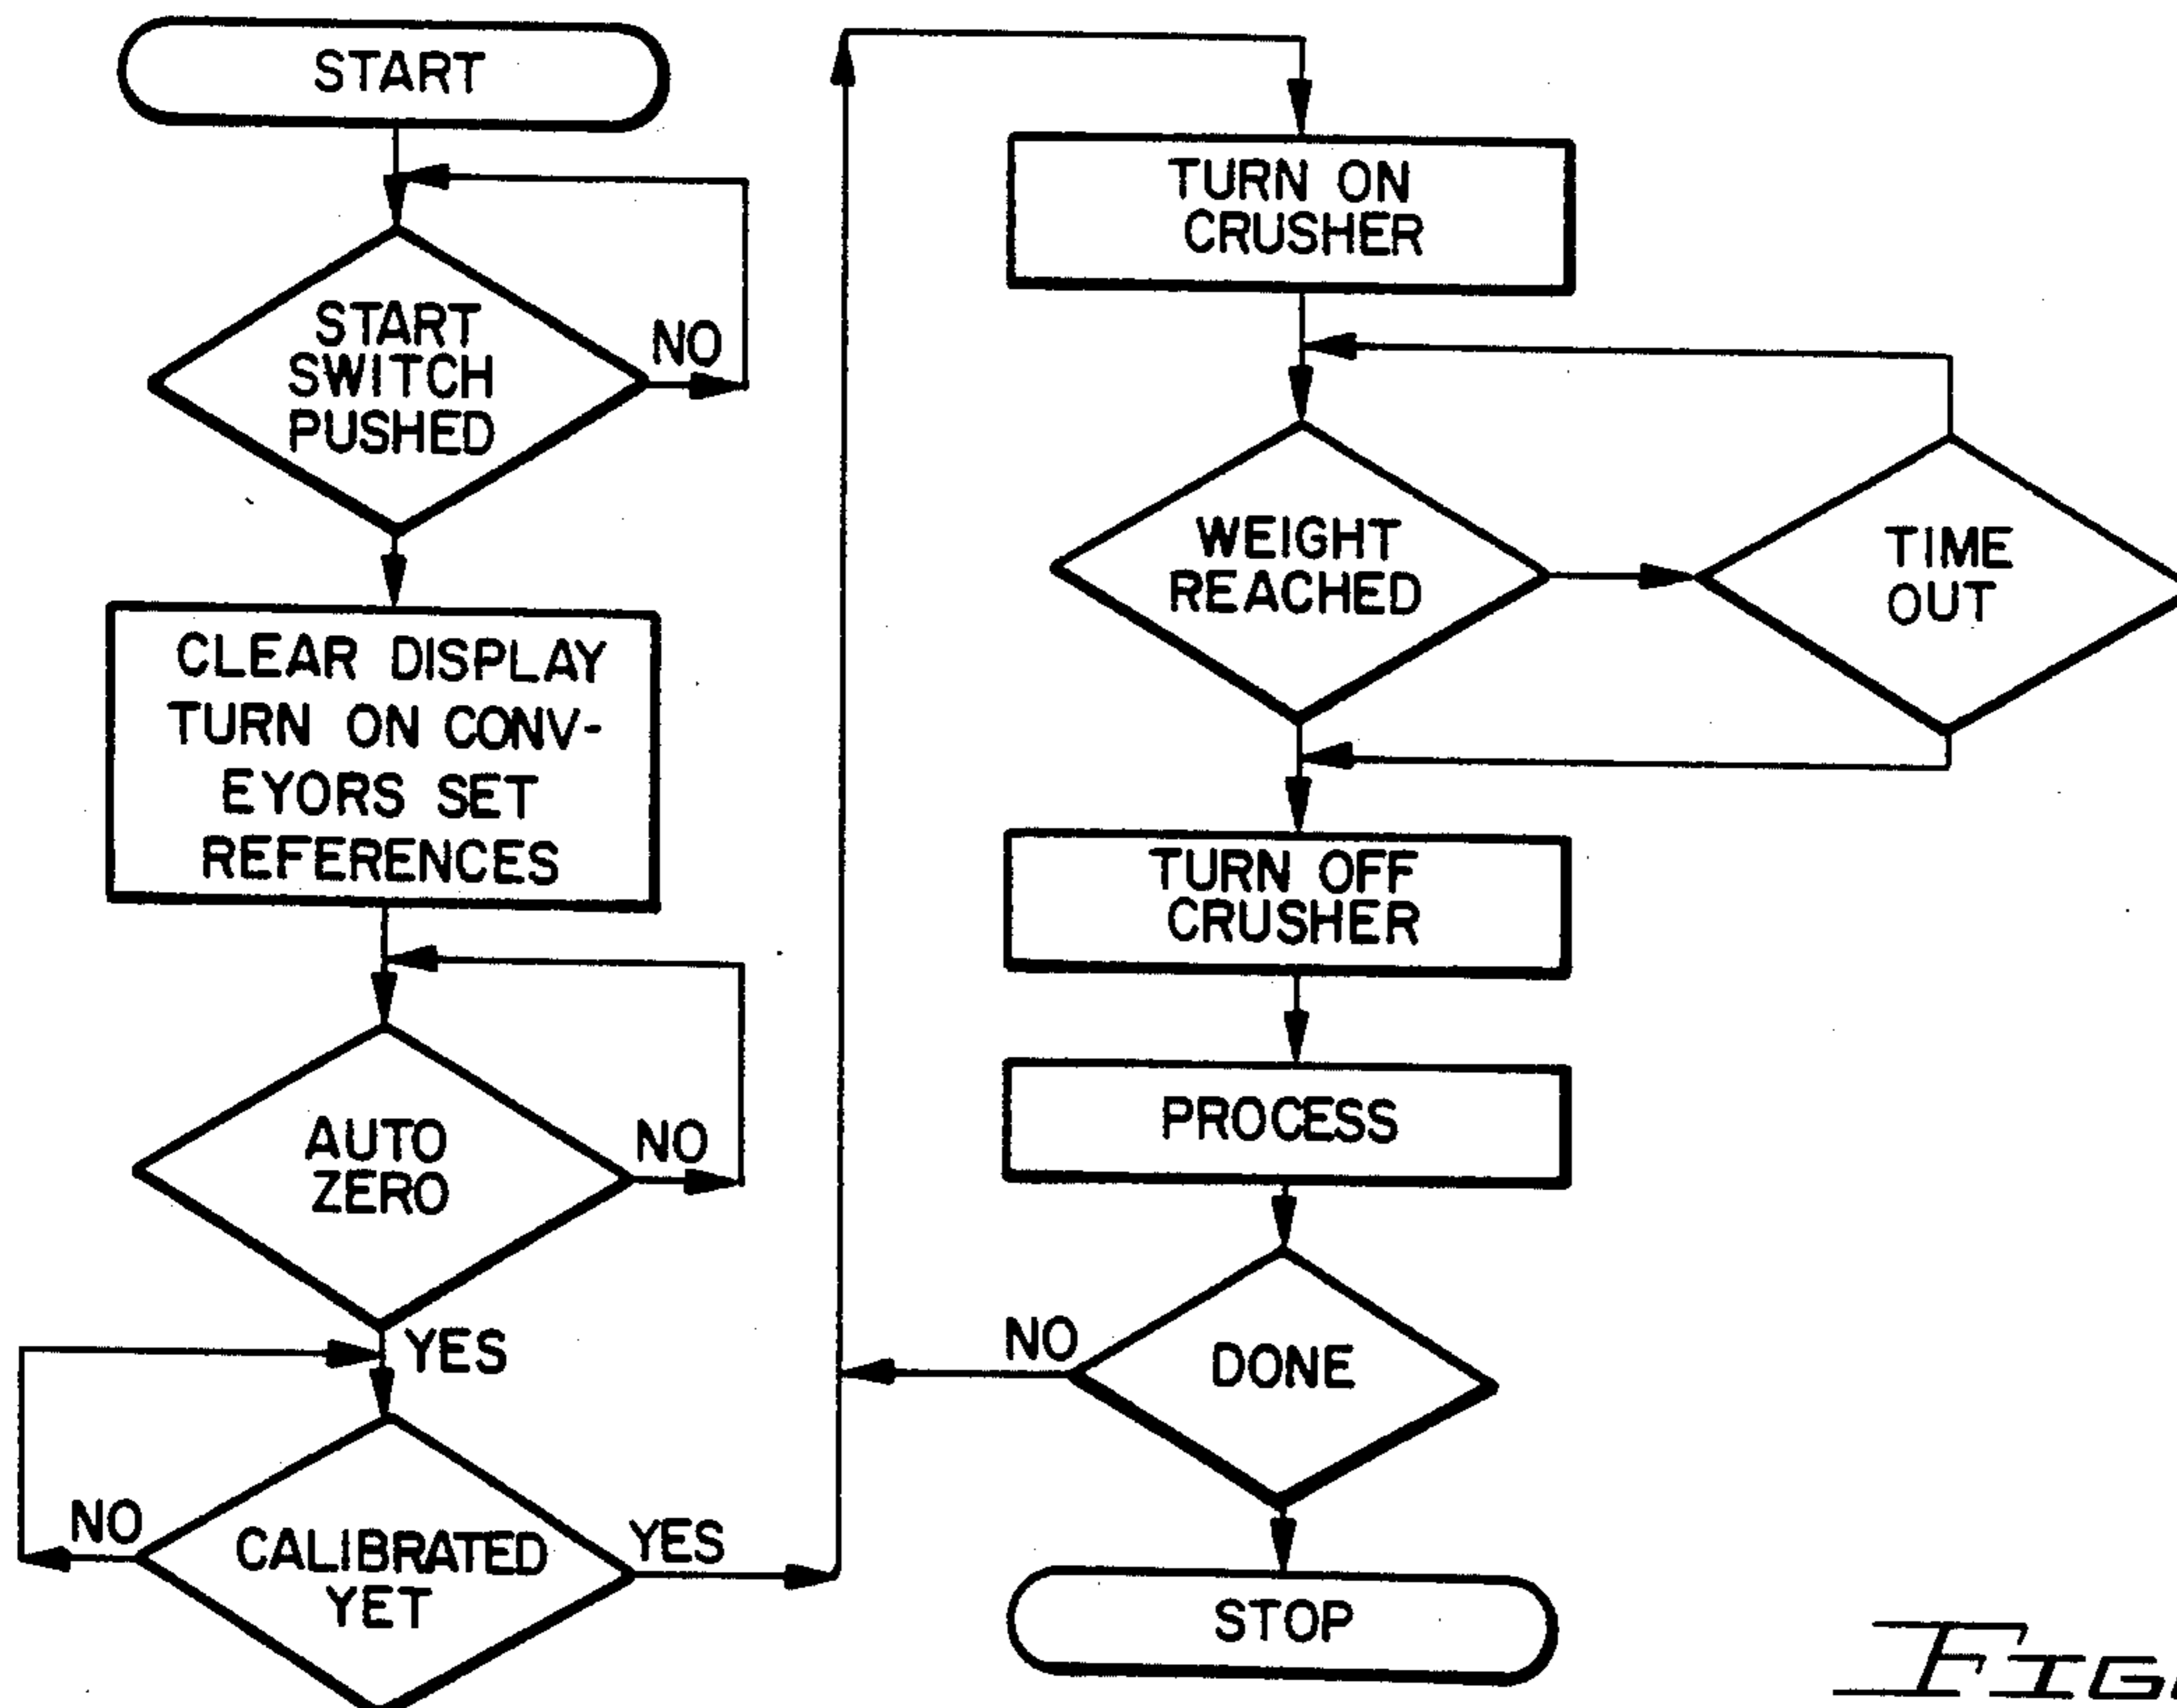 START
START
SWITCH
PUSHED
NO
CLEAR DISPLAY
TURN ON CONV-
EYORS SET
REFERENCES
AUTO
ZERO
NO
YES
CALIBRATED
YET
NO
YES
TURN ON
CRUSHER
WEIGHT
REACHED
TIME
OUT
TURN OFF
CRUSHER
PROCESS
DONE
NO
STOP